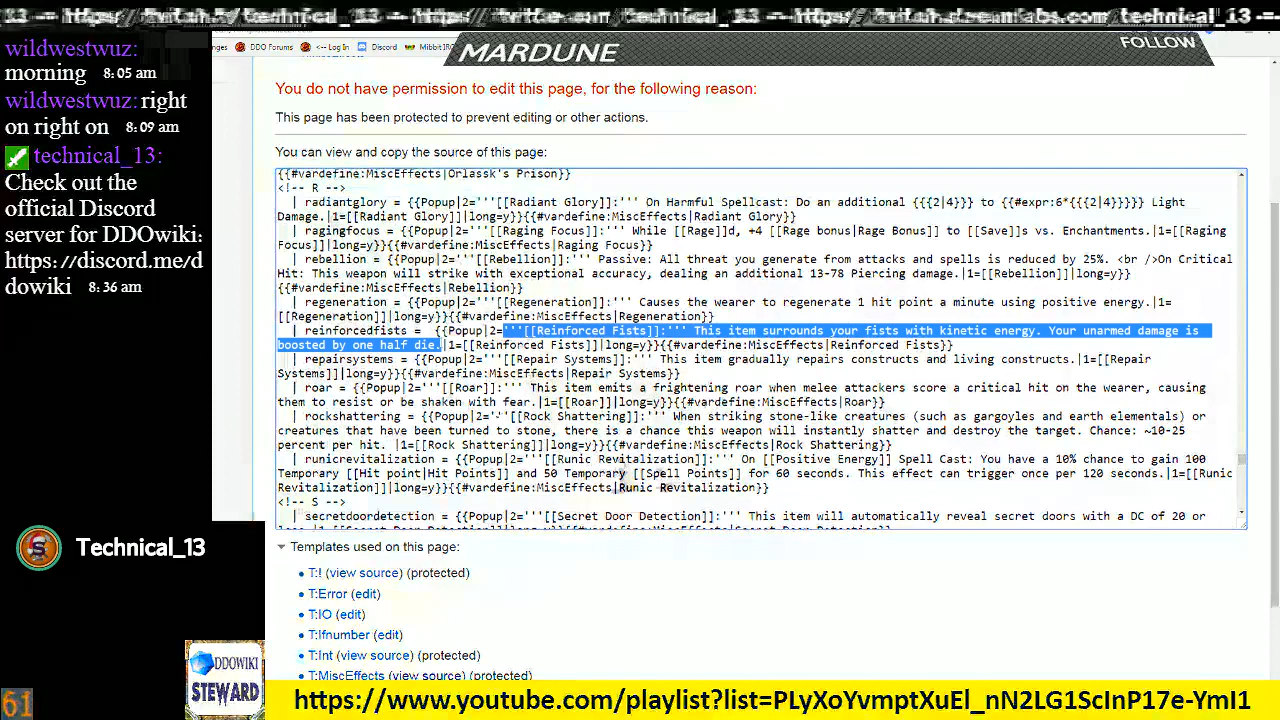 technical_13
wildwestwuz:
morning 8:05 am
wildwestwuz: right
on right on 8:09 am
technical_13:
Check out the
official Discord
server for DDOwiki:
https://discord.me/d
dowiki 8:36 am
Technical_13
DDOWIKI
STEWARD
61
DDO Forums <-- Log In Discord Mibbit
MARDUNE
FOLLOW
You do not have permission to edit this page, for the following reason:
This page has been protected to prevent editing or other actions.
You can view and copy the source of this page:
{{#vardefine:MiscEffects|Orlassk's Prison}}
<!-- R -->
| radiantglory = {{Popup|2='''[[Radiant Glory]]:''' On Harmful Spellcast: Do an additional {{{2|4}}} to {{#expr:6*{{{2|4}}}}} Light
Damage.|1=[[Radiant Glory]]|long=y}}{{#vardefine:MiscEffects|Radiant Glory}}
| ragingfocus = {{Popup|2='''[[Raging Focus]]:''' While [[Rage]]d, +4 [[Rage bonus|Rage Bonus]] to [[Save]]s vs. Enchantments.|1=[[Raging
Focus]]|long=y}}{{#vardefine:MiscEffects|Raging Focus}}
| rebellion = {{Popup|2='''[[Rebellion]]:''' Passive: All threat you generate from attacks and spells is reduced by 25%. <br />On Critical
Hit: This weapon will strike with exceptional accuracy, dealing an additional 13-78 Piercing damage.|1=[[Rebellion]]|long=y}}
{{#vardefine:MiscEffects|Rebellion}}
| regeneration = {{Popup|2='''[[Regeneration]]:''' Causes the wearer to regenerate 1 hit point a minute using positive energy.|1=
[[Regeneration]]|long=y}}{{#vardefine:MiscEffects|Regeneration}}
| reinforcedfists = {{Popup|2='''[[Reinforced Fists]]:''' This item surrounds your fists with kinetic energy. Your unarmed damage is
boosted by one half die.|1=[[Reinforced Fists]]|long=y}}{{#vardefine:MiscEffects|Reinforced Fists}}
| repairsystems = {{Popup|2='''[[Repair Systems]]:''' This item gradually repairs constructs and living constructs.|1=[[Repair
Systems]]|long=y}}{{#vardefine:MiscEffects|Repair Systems}}
| roar = {{Popup|2='''[[Roar]]:''' This item emits a frightening roar when melee attackers score a critical hit on the wearer, causing
them to resist or be shaken with fear.|1=[[Roar]]|long=y}}{{#vardefine:MiscEffects|Roar}}
| rockshattering = {{Popup|2='''[[Rock Shattering]]:''' When striking stone-like creatures (such as gargoyles and earth elementals) or
creatures that have been turned to stone, there is a chance this weapon will instantly shatter and destroy the target. Chance: ~10-25
percent per hit. |1=[[Rock Shattering]]|long=y}}{{#vardefine:MiscEffects|Rock Shattering}}
| runicrevitalization = {{Popup|2='''[[Runic Revitalization]]:''' On [[Positive Energy]] Spell Cast: You have a 10% chance to gain 100
Temporary [[Hit point|Hit Points]] and 50 Temporary [[Spell Points]] for 60 seconds. This effect can trigger once per 120 seconds.|1=[[Runic
Revitalization]]|long=y}}{{#vardefine:MiscEffects|Runic Revitalization}}
<!-- S -->
| secretdoordetection = {{Popup|2='''[[Secret Door Detection]]:''' This item will automatically reveal secret doors with a DC of 20 or
Templates used on this page:
T:! (view source) (protected)
T:Error (edit)
T:IO (edit)
T:Ifnumber (edit)
T:Int (view source) (protected)
T:MiscEffects (view source) (protected)
https://www.youtube.com/playlist?list=PLyXoYvmptXuEl_nN2LG1ScInP17e-YmI1